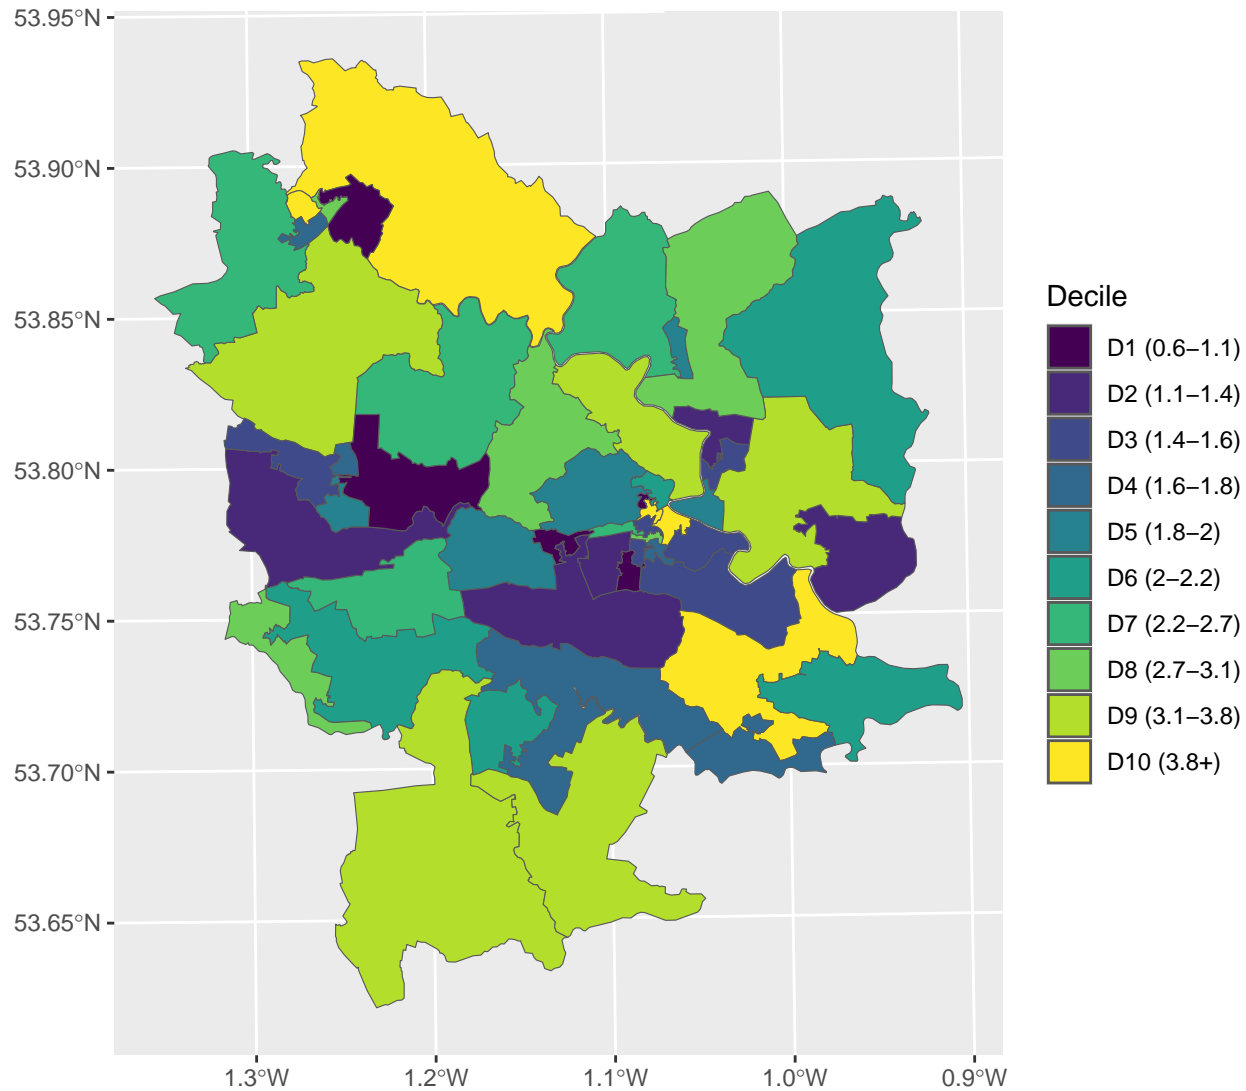 53.95°N
53.90°N
53.85°N
53.80°N
53.75°N
53.70°N
53.65°N
1.3°W
1.2°W
1.1°W
1.0°W
0.9°W
Decile
D1 (0.6–1.1)
D2 (1.1–1.4)
D3 (1.4–1.6)
D4 (1.6–1.8)
D5 (1.8–2)
D6 (2–2.2)
D7 (2.2–2.7)
D8 (2.7–3.1)
D9 (3.1–3.8)
D10 (3.8+)